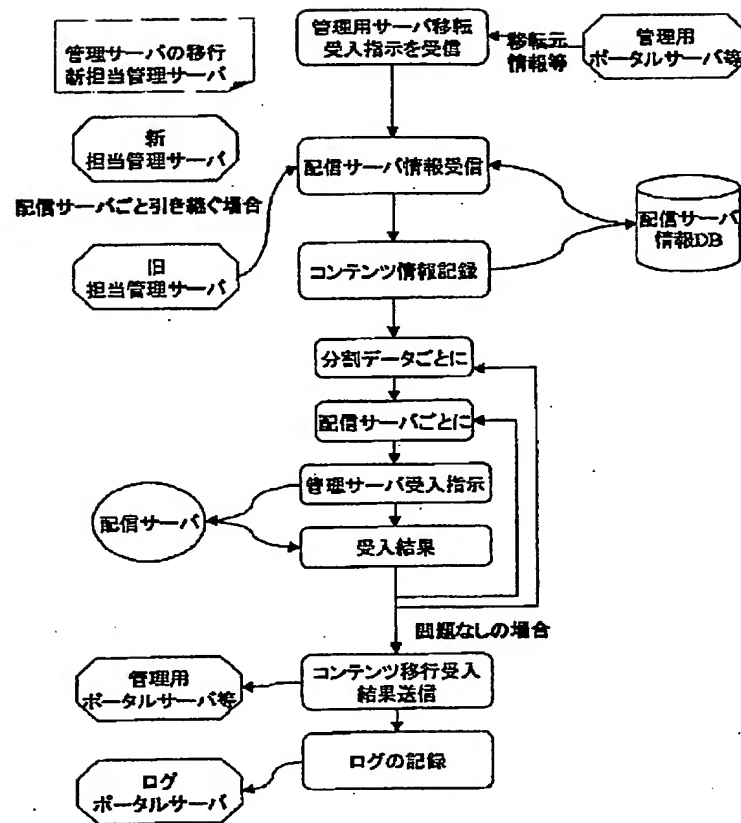 管理サーバの移行
新担当管理サーバ
管理用サーバ移転
受入指示を受信
移転元
情報等
管理用
ポータルサーバ等
新
担当管理サーバ
配信サーバごと引き継ぐ場合
配信サーバ情報受信
配信サーバ
情報DB
旧
担当管理サーバ
コンテンツ情報記録
分割データごとに
配信サーバごとに
管理サーバ受入指示
配信サーバ
受入結果
問題なしの場合
管理用
ポータルサーバ等
コンテンツ移行受入
結果送信
ログの記録
ログ
ポータルサーバ